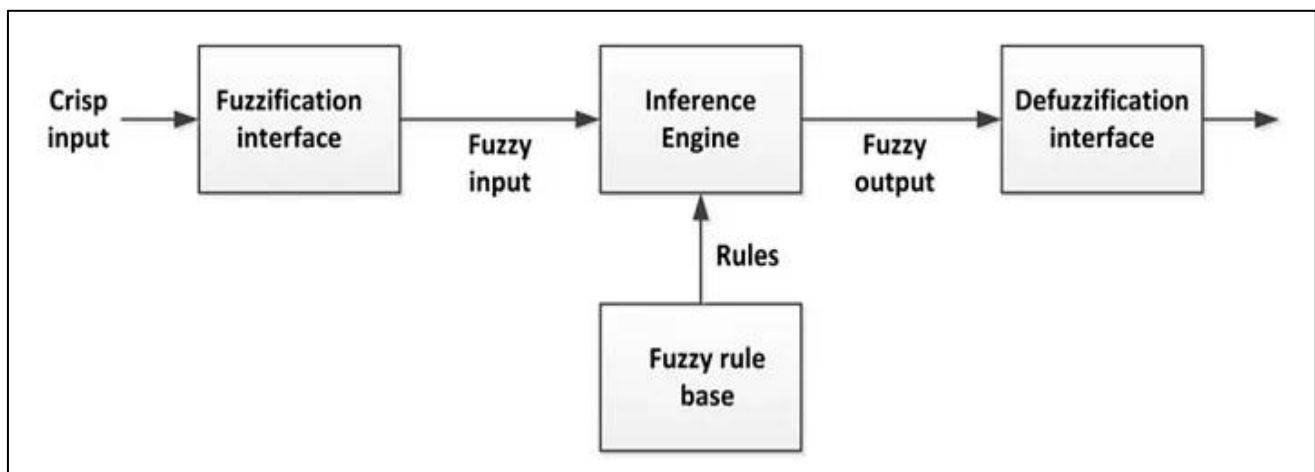 Crisp
input
Fuzzification
interface
Fuzzy
input
Inference
Engine
Fuzzy
output
Defuzzification
interface
Rules
Fuzzy rule
base